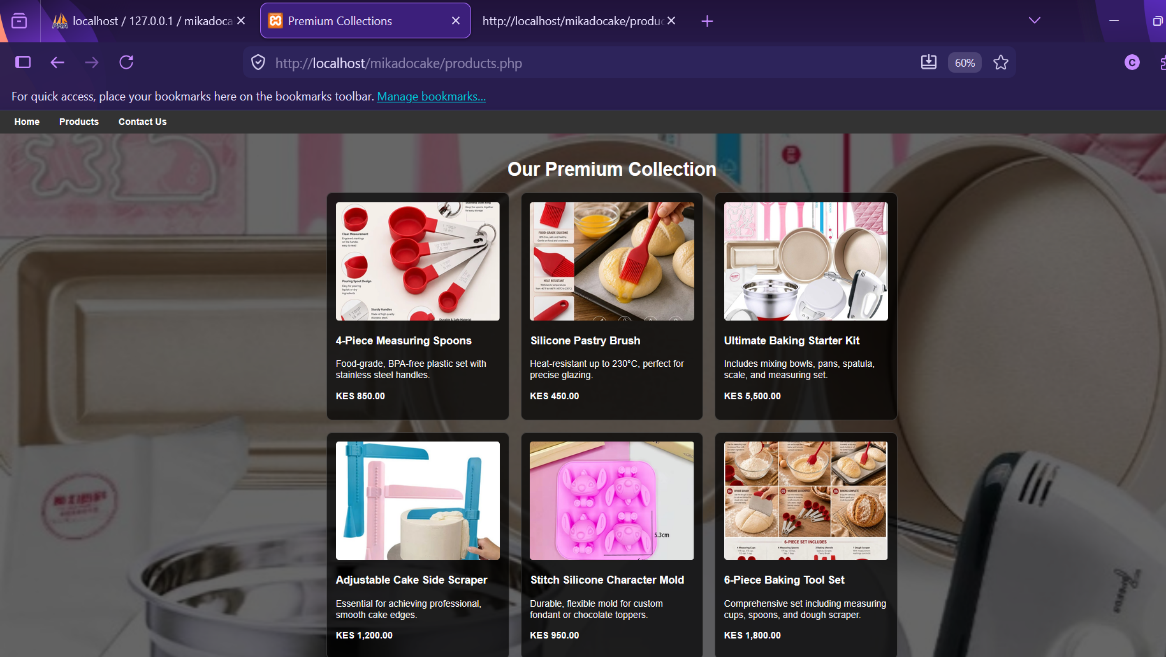 localhost / 127.0.0.1 / mikadoca
Premium Collections
http://localhost/mikadocake/produc
http://localhost/mikadocake/products.php
60%
C
For quick access, place your bookmarks here on the bookmarks toolbar. Manage bookmarks...
Home Products Contact Us
Our Premium Collection
4-Piece Measuring Spoons
Food-grade, BPA-free plastic set with
stainless steel handles.
KES 850.00
Silicone Pastry Brush
Heat-resistant up to 230°C, perfect for
precise glazing.
KES 450.00
Ultimate Baking Starter Kit
Includes mixing bowls, pans, spatula,
scale, and measuring set.
KES 5,500.00
Adjustable Cake Side Scraper
Essential for achieving professional,
smooth cake edges.
KES 1,200.00
5.3cm
Stitch Silicone Character Mold
Durable, flexible mold for custom
fondant or chocolate toppers.
KES 950.00
6-PIECE SET INCLUDES
6-Piece Baking Tool Set
Comprehensive set including measuring
cups, spoons, and dough scraper.
KES 1,800.00